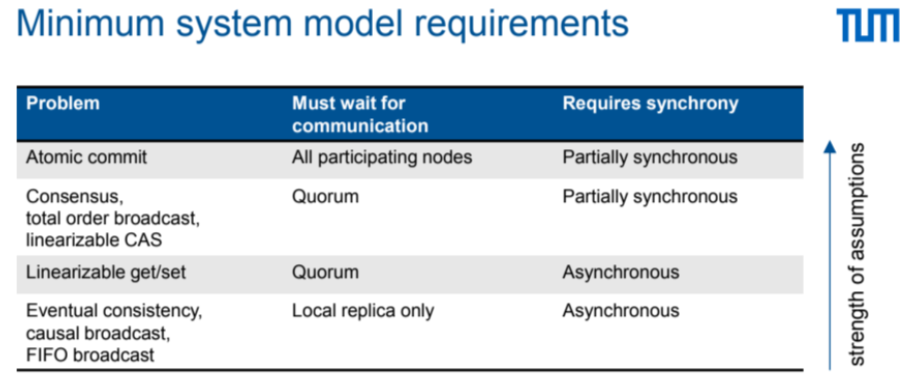 Minimum system model requirements
TUM
Problem
Must wait for
communication
Requires synchrony
Atomic commit
All participating nodes
Partially synchronous
Consensus,
total order broadcast,
linearizable CAS
Quorum
Partially synchronous
Linearizable get/set
Quorum
Asynchronous
Eventual consistency,
causal broadcast,
FIFO broadcast
Local replica only
Asynchronous
strength of assumptions